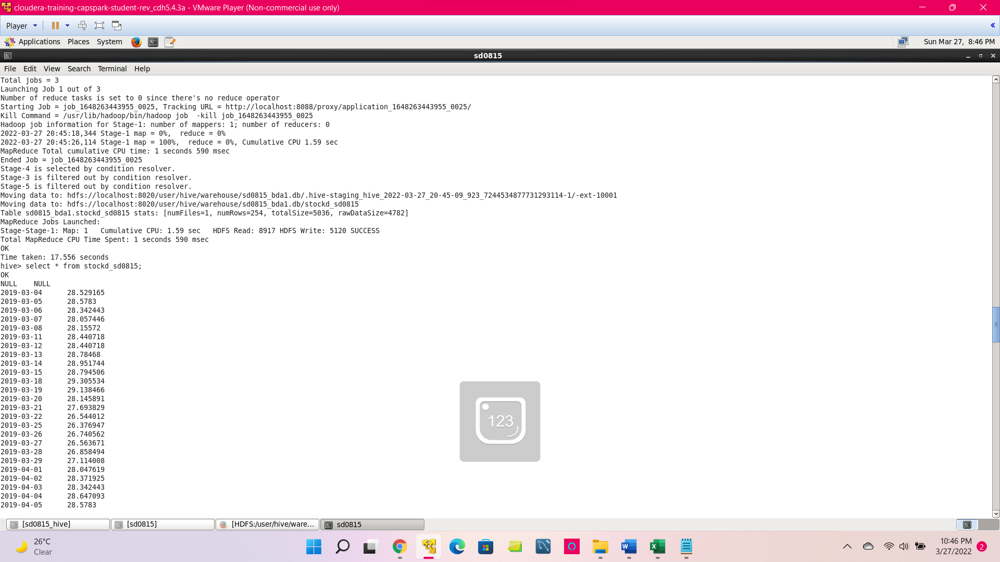 cloudera-training-capspark-student-rev_cdh5.4.3a - VMware Player (Non-commercial use only)
Player
Applications Places System
Sun Mar 27, 8:46 PM
sd0815
File Edit View Search Terminal Help
Total jobs = 3
Launching Job 1 out of 3
Number of reduce tasks is set to 0 since there's no reduce operator
Starting Job = job_1648263443955_0025, Tracking URL = http://localhost:8088/proxy/application_1648263443955_0025/
Kill Command = /usr/lib/hadoop/bin/hadoop job  -kill job_1648263443955_0025
Hadoop job information for Stage-1: number of mappers: 1; number of reducers: 0
2022-03-27 20:45:18,344 Stage-1 map = 0%,  reduce = 0%
2022-03-27 20:45:26,114 Stage-1 map = 100%,  reduce = 0%, Cumulative CPU 1.59 sec
MapReduce Total cumulative CPU time: 1 seconds 590 msec
Ended Job = job_1648263443955_0025
Stage-4 is selected by condition resolver.
Stage-3 is filtered out by condition resolver.
Stage-5 is filtered out by condition resolver.
Moving data to: hdfs://localhost:8020/user/hive/warehouse/sd0815_bda1.db/.hive-staging_hive_2022-03-27_20-45-09_923_7244534877731293114-1/-ext-10001
Moving data to: hdfs://localhost:8020/user/hive/warehouse/sd0815_bda1.db/stockd_sd0815
Table sd0815_bda1.stockd_sd0815 stats: [numFiles=1, numRows=254, totalSize=5036, rawDataSize=4782]
MapReduce Jobs Launched:
Stage-Stage-1: Map: 1   Cumulative CPU: 1.59 sec   HDFS Read: 8917 HDFS Write: 5120 SUCCESS
Total MapReduce CPU Time Spent: 1 seconds 590 msec
OK
Time taken: 17.556 seconds
hive> select * from stockd_sd0815;
OK
NULL    NULL
2019-03-04      28.529165
2019-03-05      28.5783
2019-03-06      28.342443
2019-03-07      28.057446
2019-03-08      28.15572
2019-03-11      28.440718
2019-03-12      28.440718
2019-03-13      28.78468
2019-03-14      28.951744
2019-03-15      28.794506
2019-03-18      29.305534
2019-03-19      29.138466
2019-03-20      28.145891
2019-03-21      27.693829
2019-03-22      26.544012
2019-03-25      26.376947
2019-03-26      26.740562
2019-03-27      26.563671
2019-03-28      26.858494
2019-03-29      27.114008
2019-04-01      28.047619
2019-04-02      28.371925
2019-04-03      28.342443
2019-04-04      28.647093
2019-04-05      28.5783
123
[sd0815_hive] [sd0815] [HDFS:/user/hive/ware... sd0815
26°C
Clear
10:46 PM
3/27/2022
2